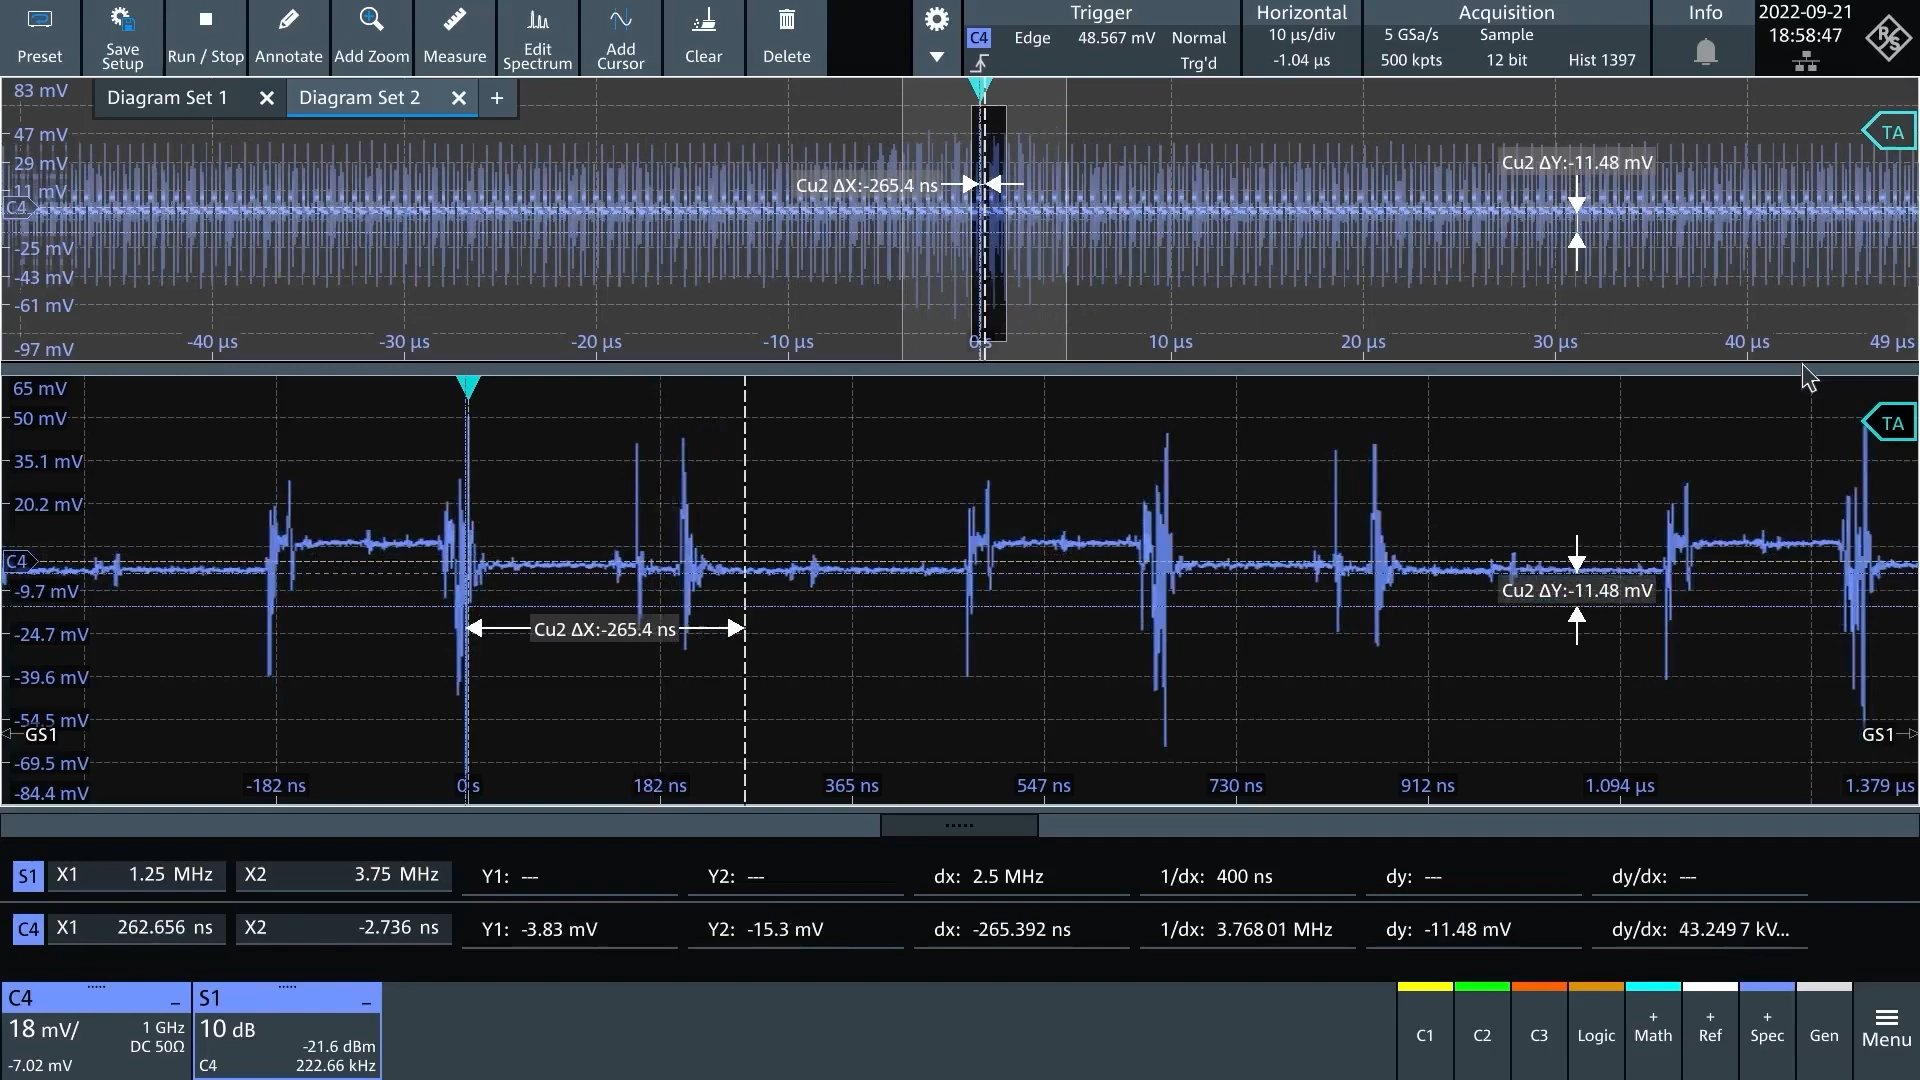 Preset
Save Setup
Run / Stop
Annotate
Add Zoom
Measure
Edit Spectrum
Add Cursor
Clear
Delete
Trigger
C4 Edge 48.567 mV Normal
Trg'd
Horizontal
10 µs/div
-1.04 µs
Acquisition
5 GSa/s Sample
500 kpts 12 bit Hist 1397
Info
2022-09-21
18:58:47
R&S
Diagram Set 1
Diagram Set 2
+
83 mV
47 mV
29 mV
11 mV
C4
-25 mV
-43 mV
-61 mV
-97 mV
Cu2 ΔX:-265.4 ns
Cu2 ΔY:-11.48 mV
TA
-40 µs -30 µs -20 µs -10 µs 0 s 10 µs 20 µs 30 µs 40 µs 49 µs
65 mV
50 mV
TA
35.1 mV
20.2 mV
C4
-9.7 mV
Cu2 ΔY:-11.48 mV
-24.7 mV
Cu2 ΔX:-265.4 ns
-39.6 mV
-54.5 mV
GS1
GS1
-69.5 mV
-84.4 mV
-182 ns 0 s 182 ns 365 ns 547 ns 730 ns 912 ns 1.094 µs 1.379 µs
S1 X1 1.25 MHz X2 3.75 MHz Y1: --- Y2: --- dx: 2.5 MHz 1/dx: 400 ns dy: --- dy/dx: ---
C4 X1 262.656 ns X2 -2.736 ns Y1: -3.83 mV Y2: -15.3 mV dx: -265.392 ns 1/dx: 3.768 01 MHz dy: -11.48 mV dy/dx: 43.249 7 kV...
C4
18 mV/ 1 GHz
DC 50Ω
-7.02 mV
S1
10 dB
-21.6 dBm
C4 222.66 kHz
C1
C2
C3
Logic
+ Math
+ Ref
+ Spec
Gen
Menu